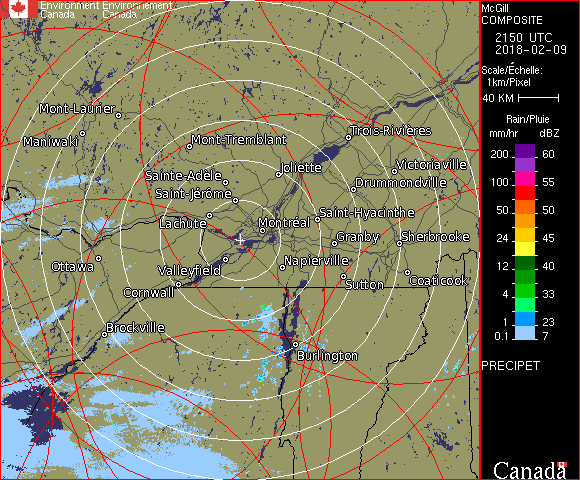 Environment Environnement
Canada Canada
McGill
COMPOSITE
2150 UTC
2018-02-09
Scale/Échelle:
1km/Pixel
40 KM
Rain/Pluie
mm/hr dBZ
200 60
100 55
75 55
50 50
24 45
12 40
4 33
1 23
0.1 7
PRECIPET
Mont-Laurier
Maniwaki
Mont-Tremblant
Trois-Rivières
Joliette
Victoriaville
Sainte-Adèle
Drummondville
Saint-Jérôme
Lachute
Montréal
Saint-Hyacinthe
Granby
Sherbrooke
Ottawa
Valleyfield
Napierville
Cornwall
Sutton
Coaticook
Brockville
Burlington
Canada